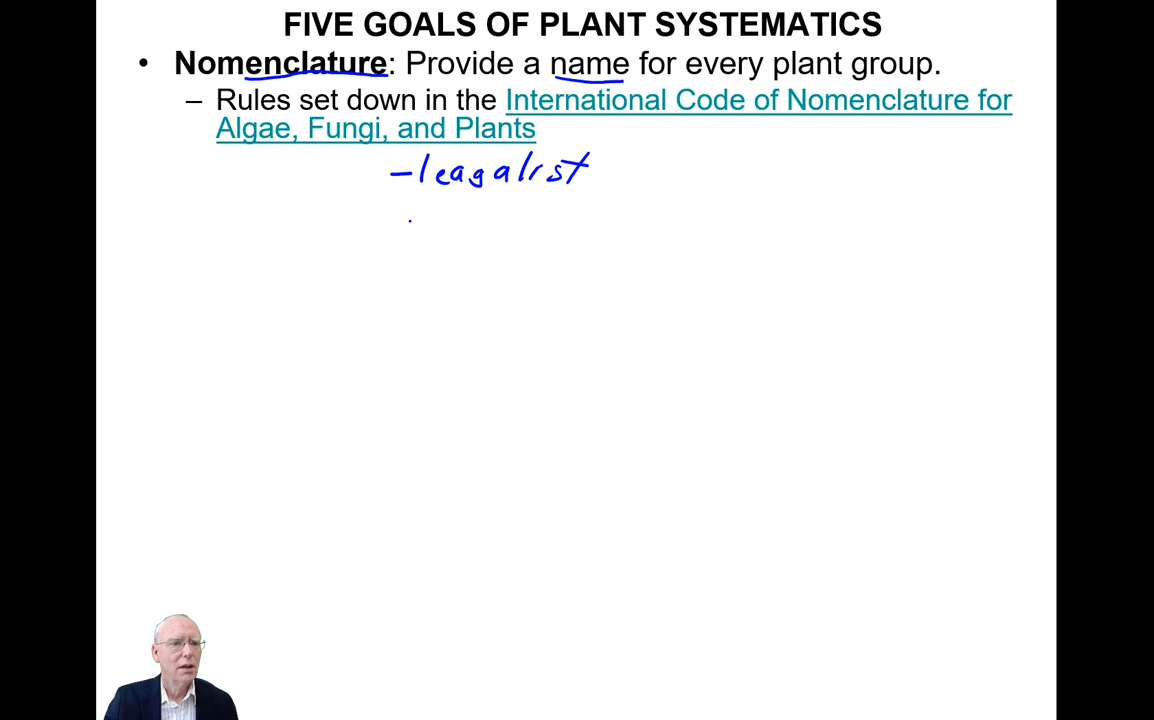 FIVE GOALS OF PLANT SYSTEMATICS
• Nomenclature: Provide a name for every plant group.
– Rules set down in the International Code of Nomenclature for
Algae, Fungi, and Plants
-leagalist